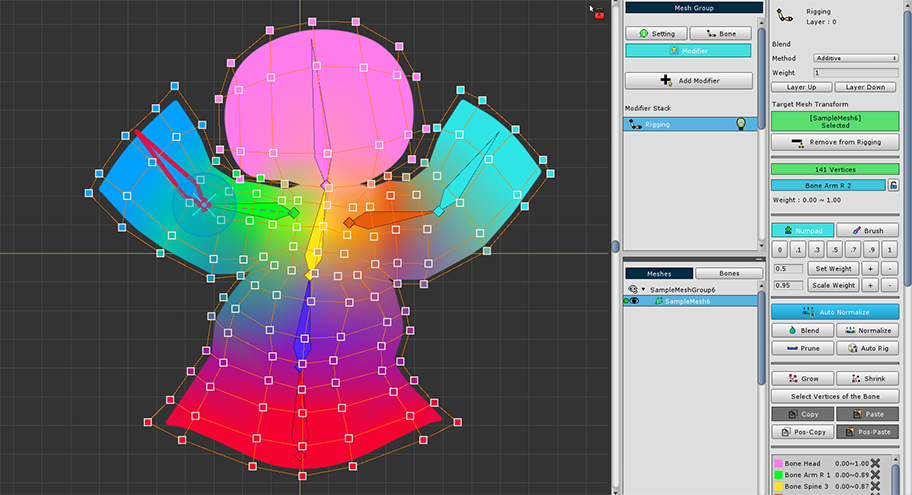 Mesh Group
Setting
Bone
Modifier
Add Modifier
Modifier Stack
Rigging
Meshes
Bones
SampleMeshGroup6
SampleMesh6
Rigging
Layer : 0
Blend
Method
Additive
Weight
1
Layer Up
Layer Down
Target Mesh Transform
[SampleMesh6]
Selected
Remove from Rigging
141 Vertices
Bone Arm R 2
Weight : 0.00 ~ 1.00
Numpad
Brush
0 .1 .3 .5 .7 .9 1
0.5 Set Weight + -
0.95 Scale Weight + -
Auto Normalize
Blend
Normalize
Prune
Auto Rig
Grow
Shrink
Select Vertices of the Bone
Copy
Paste
Pos-Copy
Pos-Paste
Bone Head 0.00~1.00
Bone Arm R 1 0.00~0.89
Bone Spine 3 0.00~0.87